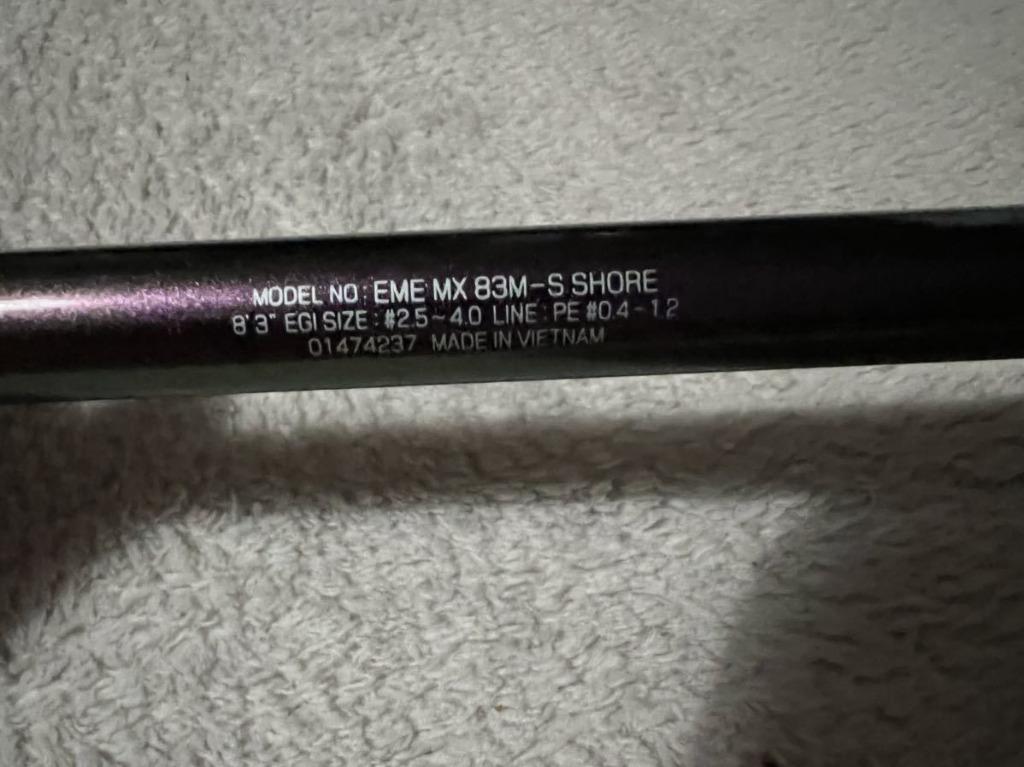 MODEL NO : EME MX 83M-S SHORE
8'3" EGI SIZE : #2.5~4.0 LINE : PE #0.4-1.2
01474237 MADE IN VIETNAM